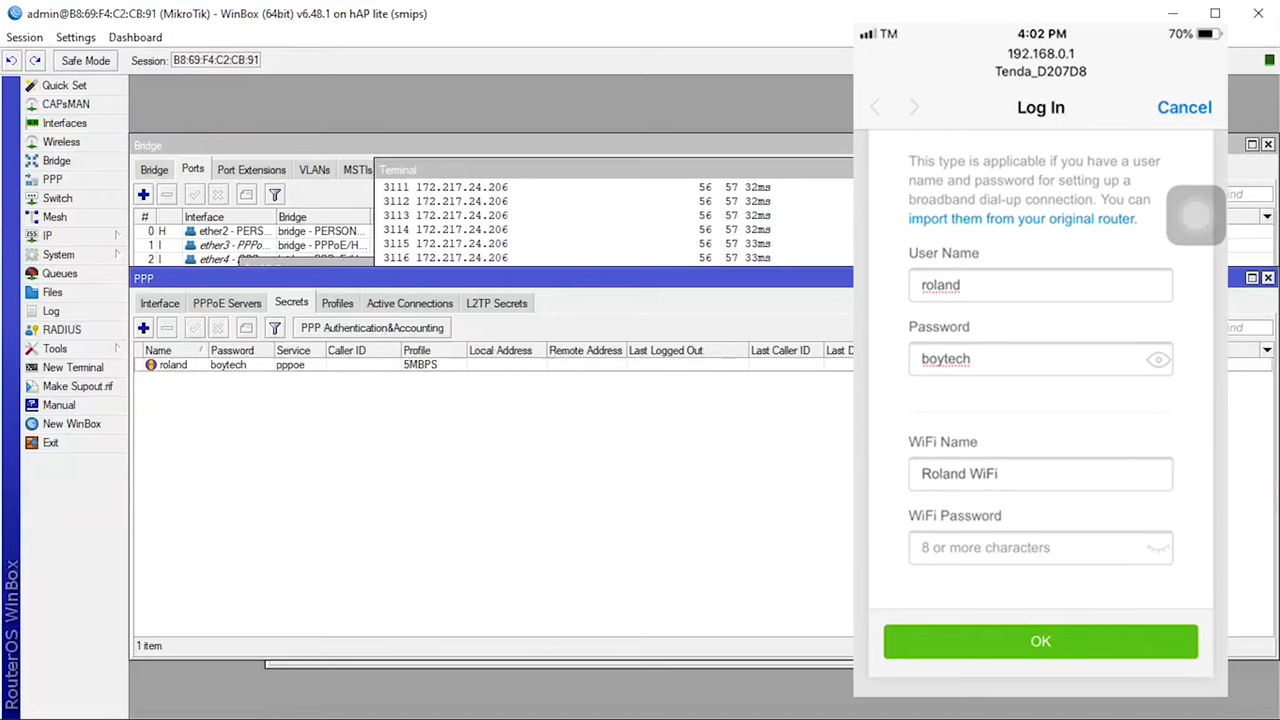 admin@B8:69:F4:C2:CB:91 (MikroTik) - WinBox (64bit) v6.48.1 on hAP lite (smips)
Session Settings Dashboard
Safe Mode Session: B8:69:F4:C2:CB:91
Quick Set
CAPsMAN
Interfaces
Wireless
Bridge
PPP
Switch
Mesh
IP
System
Queues
Files
Log
RADIUS
Tools
New Terminal
Make Supout.rif
Manual
New WinBox
Exit
RouterOS WinBox
Bridge
Bridge Ports Port Extensions VLANs MSTIs
# Interface Bridge
0 H ether2 - PERS... bridge - PERSON...
1 I ether3 - PPPo... bridge - PPPoE/H...
2 I ether4 -
Terminal
3111 172.217.24.206 56 57 32ms
3112 172.217.24.206 56 57 32ms
3113 172.217.24.206 56 57 32ms
3114 172.217.24.206 56 57 32ms
3115 172.217.24.206 56 57 33ms
3116 172.217.24.206 56 57 33ms
PPP
Interface PPPoE Servers Secrets Profiles Active Connections L2TP Secrets
PPP Authentication&Accounting
Name / Password Service Caller ID Profile Local Address Remote Address Last Logged Out Last Caller ID Last D
roland boytech pppoe 5MBPS
1 item
TM 4:02 PM 70%
192.168.0.1
Tenda_D207D8
Log In Cancel
This type is applicable if you have a user
name and password for setting up a
broadband dial-up connection. You can
import them from your original router.
User Name
roland
Password
boytech
WiFi Name
Roland WiFi
WiFi Password
8 or more characters
OK